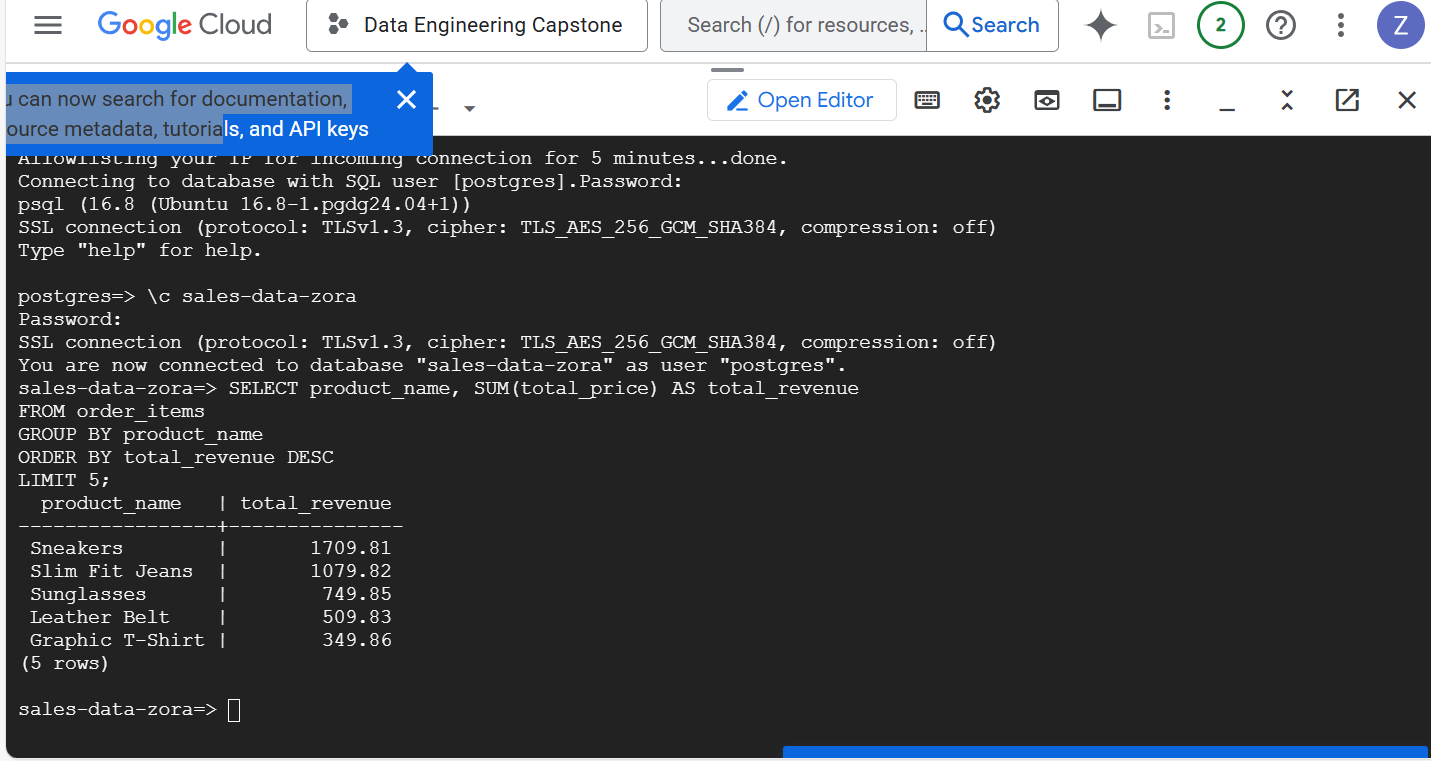 Google Cloud
Data Engineering Capstone
Search (/) for resources, ..
Search
2
Z
u can now search for documentation,
ource metadata, tutorials, and API keys
Open Editor
Allowlisting your IP for incoming connection for 5 minutes...done.
Connecting to database with SQL user [postgres].Password:
psql (16.8 (Ubuntu 16.8-1.pgdg24.04+1))
SSL connection (protocol: TLSv1.3, cipher: TLS_AES_256_GCM_SHA384, compression: off)
Type "help" for help.
postgres=> \c sales-data-zora
Password:
SSL connection (protocol: TLSv1.3, cipher: TLS_AES_256_GCM_SHA384, compression: off)
You are now connected to database "sales-data-zora" as user "postgres".
sales-data-zora=> SELECT product_name, SUM(total_price) AS total_revenue
FROM order_items
GROUP BY product_name
ORDER BY total_revenue DESC
LIMIT 5;
product_name | total_revenue
-----------------+---------------
Sneakers | 1709.81
Slim Fit Jeans | 1079.82
Sunglasses | 749.85
Leather Belt | 509.83
Graphic T-Shirt | 349.86
(5 rows)
sales-data-zora=>